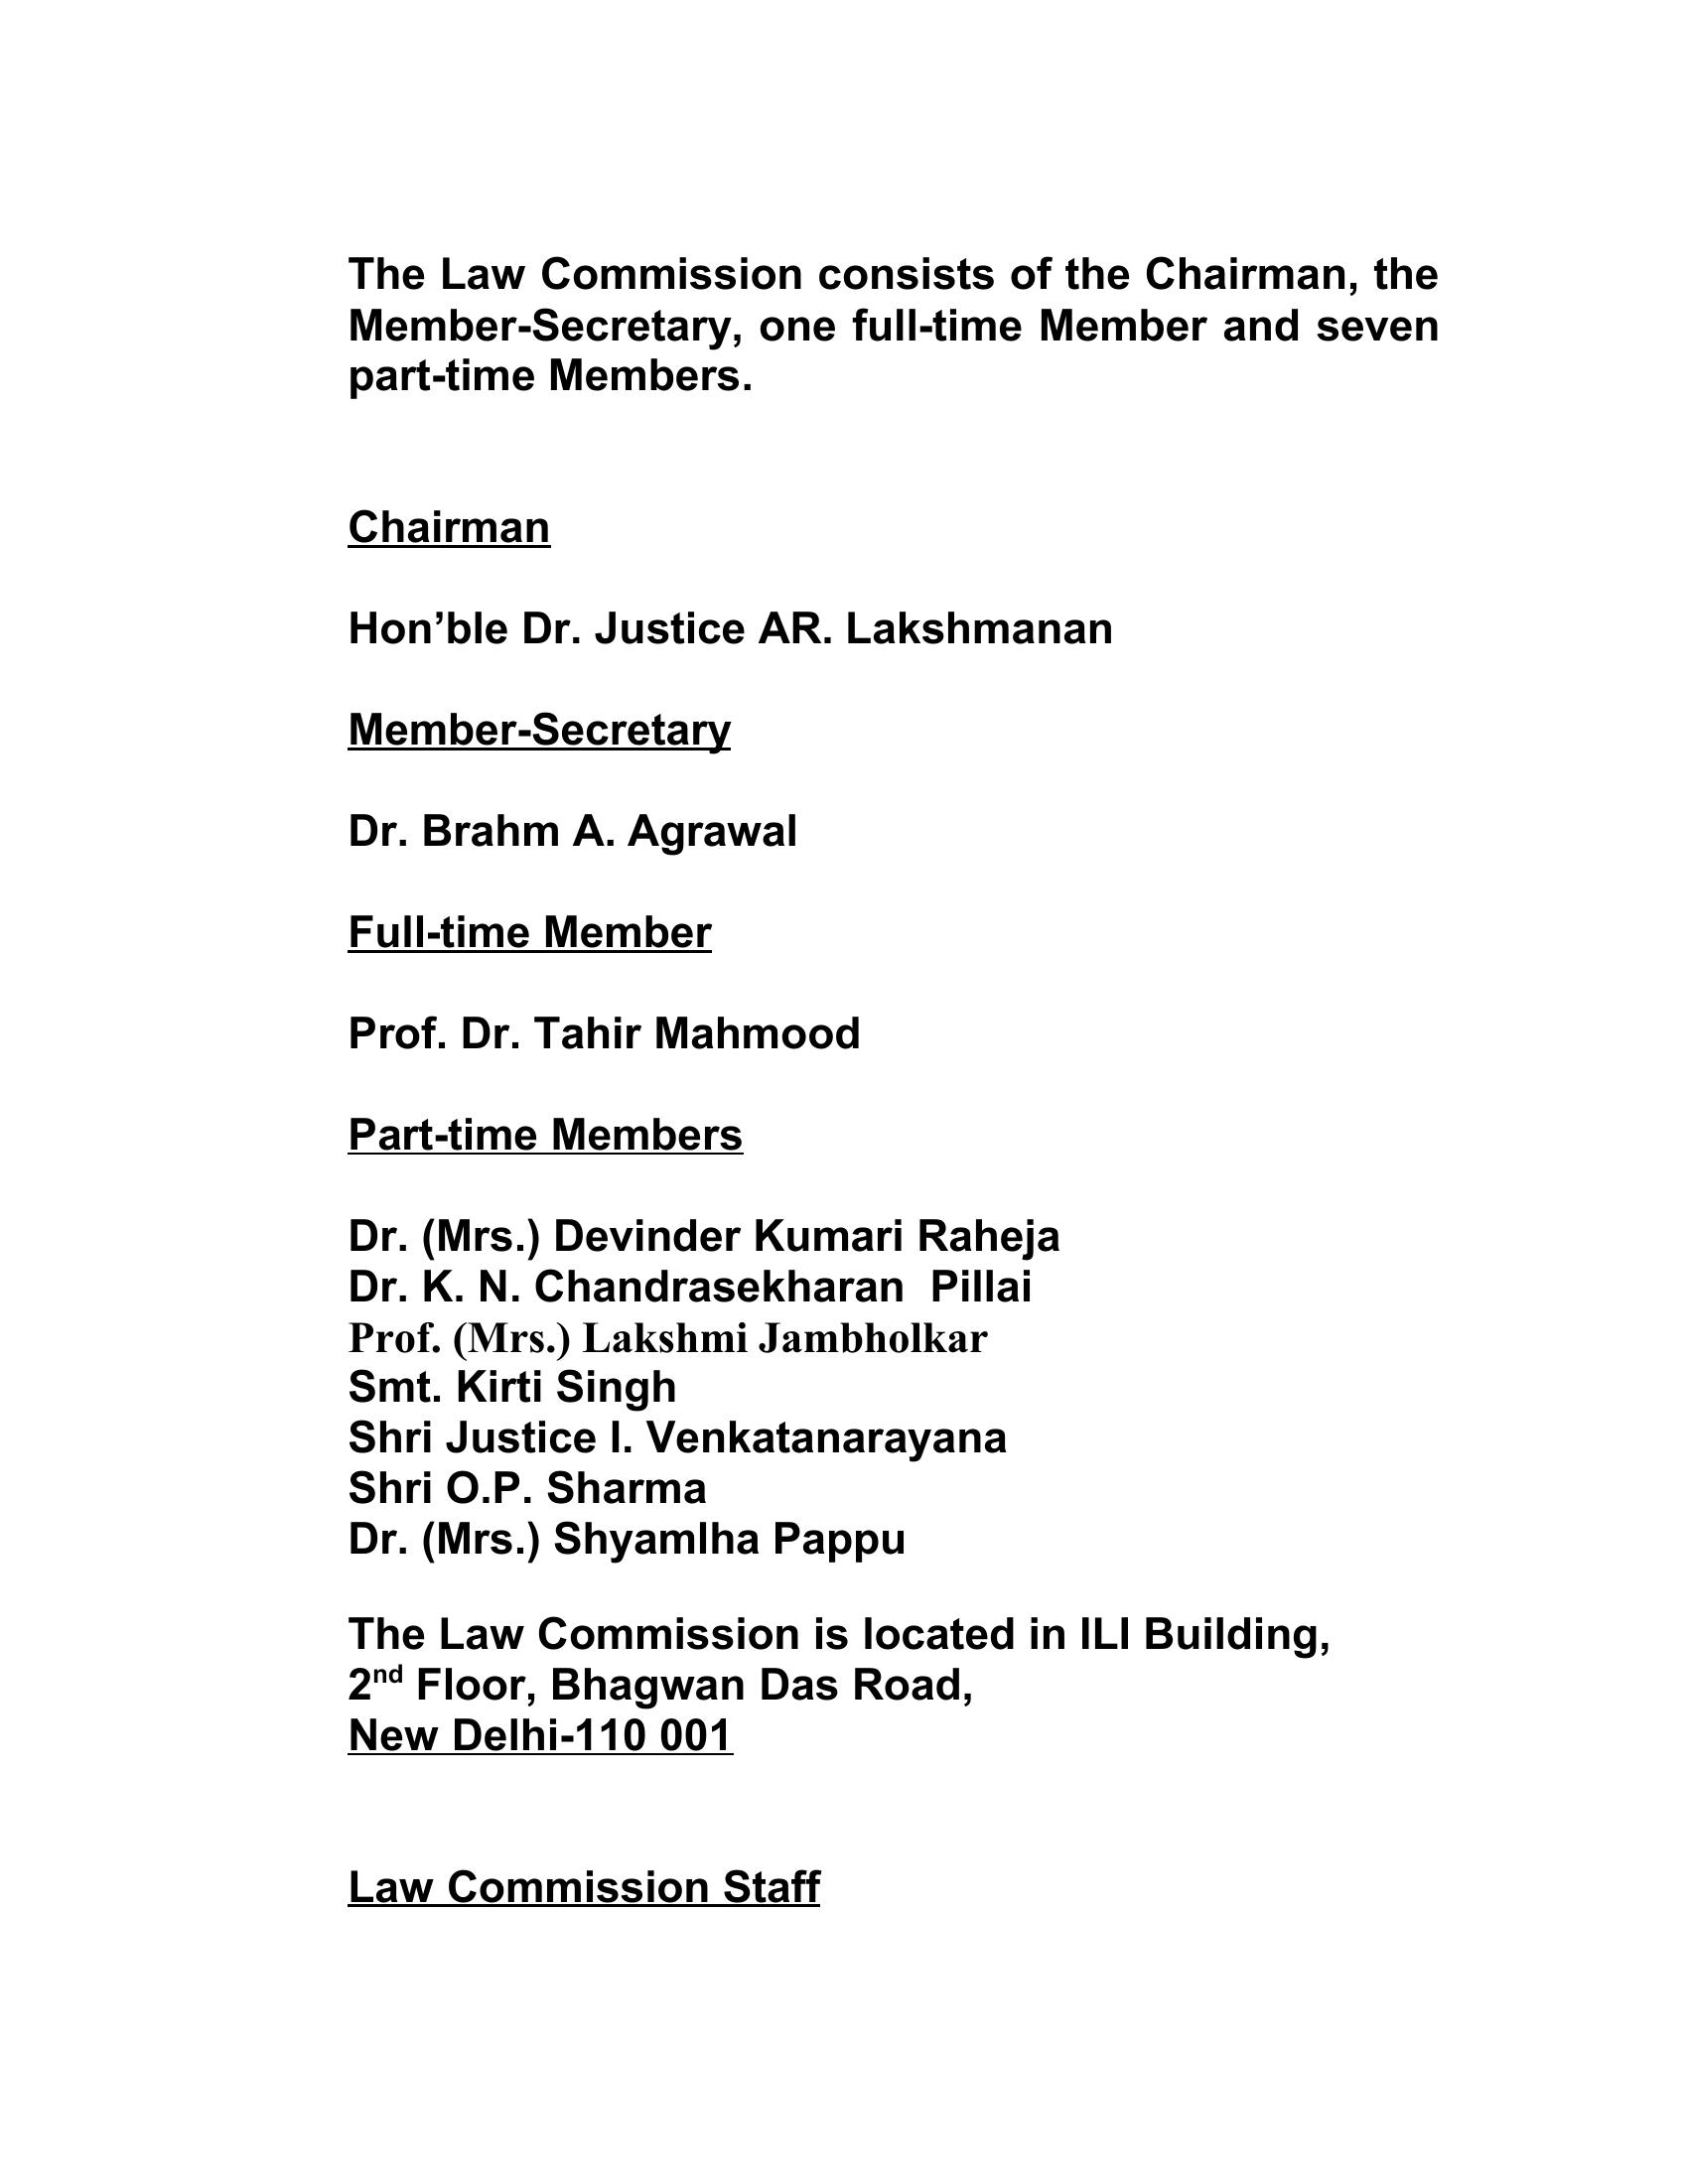 The Law Commission consists of the Chairman, the
Member-Secretary, one full-time Member and seven
part-time Members.
Chairman
Hon’ble Dr. Justice AR. Lakshmanan
Member-Secretary
Dr. Brahm A. Agrawal
Full-time Member
Prof. Dr. Tahir Mahmood
Part-time Members
Dr. (Mrs.) Devinder Kumari Raheja
Dr. K. N. Chandrasekharan  Pillai
Prof. (Mrs.) Lakshmi Jambholkar
Smt. Kirti Singh
Shri Justice I. Venkatanarayana
Shri O.P. Sharma
Dr. (Mrs.) Shyamlha Pappu
The Law Commission is located in ILI Building,
2nd Floor, Bhagwan Das Road,
New Delhi-110 001
Law Commission Staff